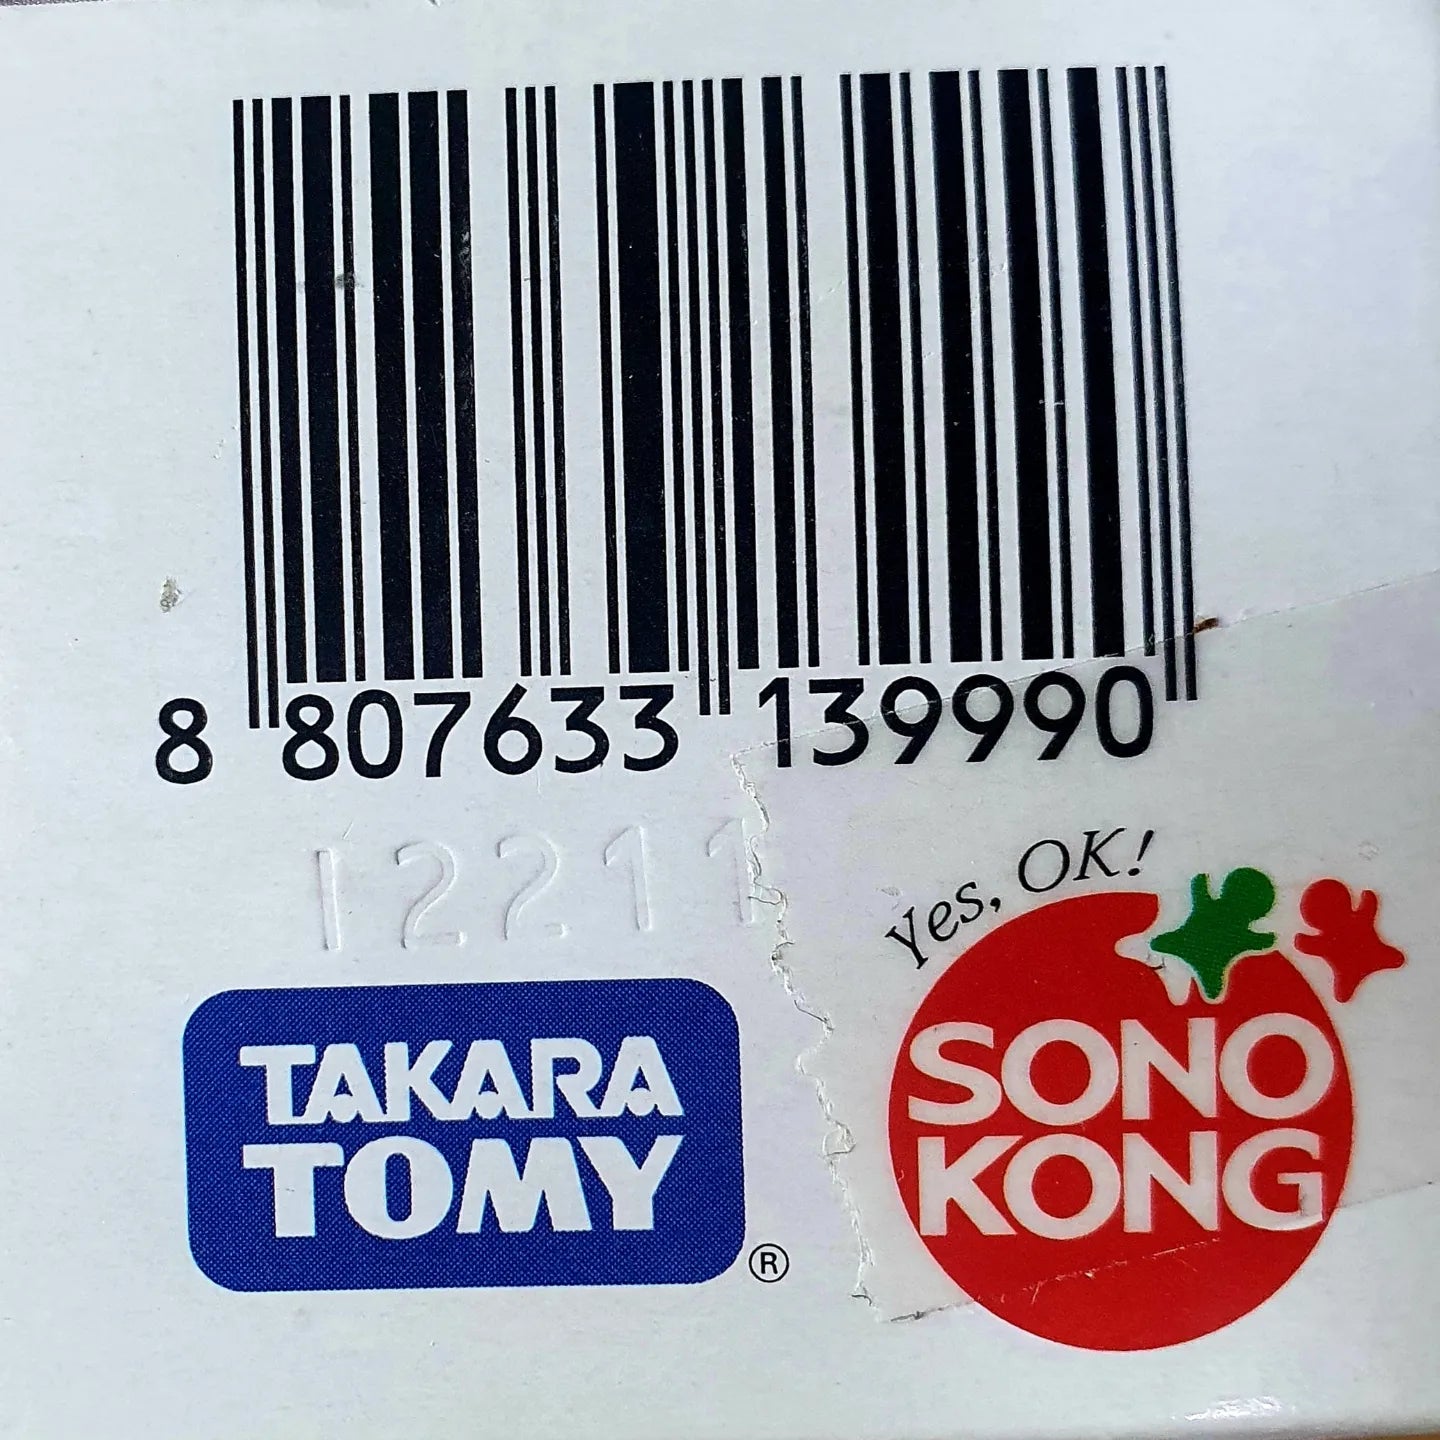 8 807633 139990
12211
Yes, OK!
TAKARA
TOMY
®
SONO
KONG